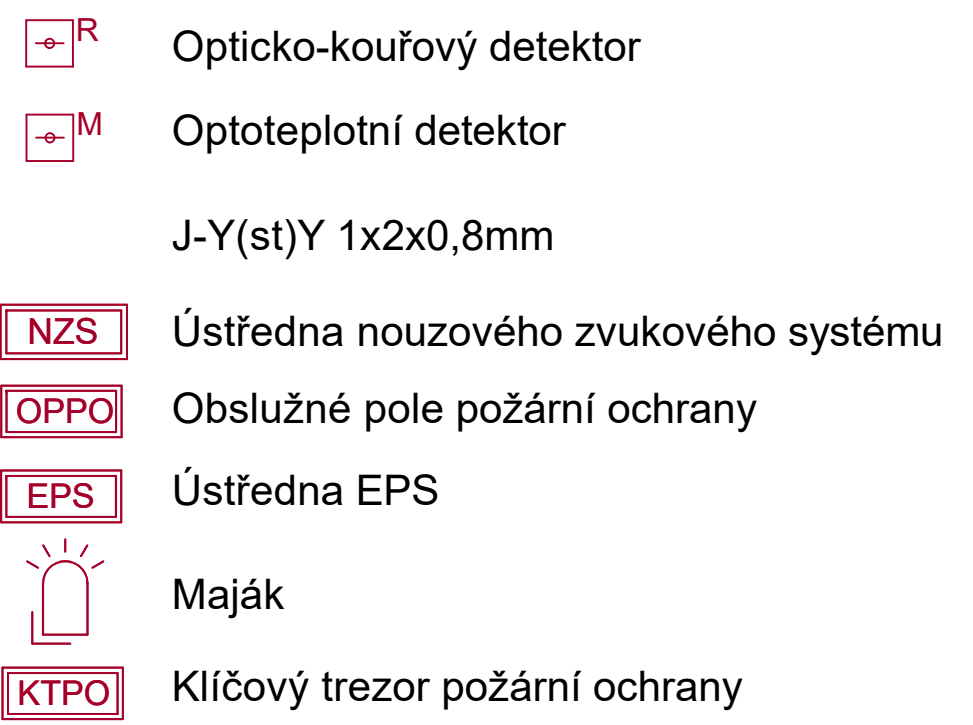 R Opticko-kouřový detektor
M Optoteplotní detektor
J-Y(st)Y 1x2x0,8mm
NZS Ústředna nouzového zvukového systému
OPPO Obslužné pole požární ochrany
EPS Ústředna EPS
Maják
KTPO Klíčový trezor požární ochrany